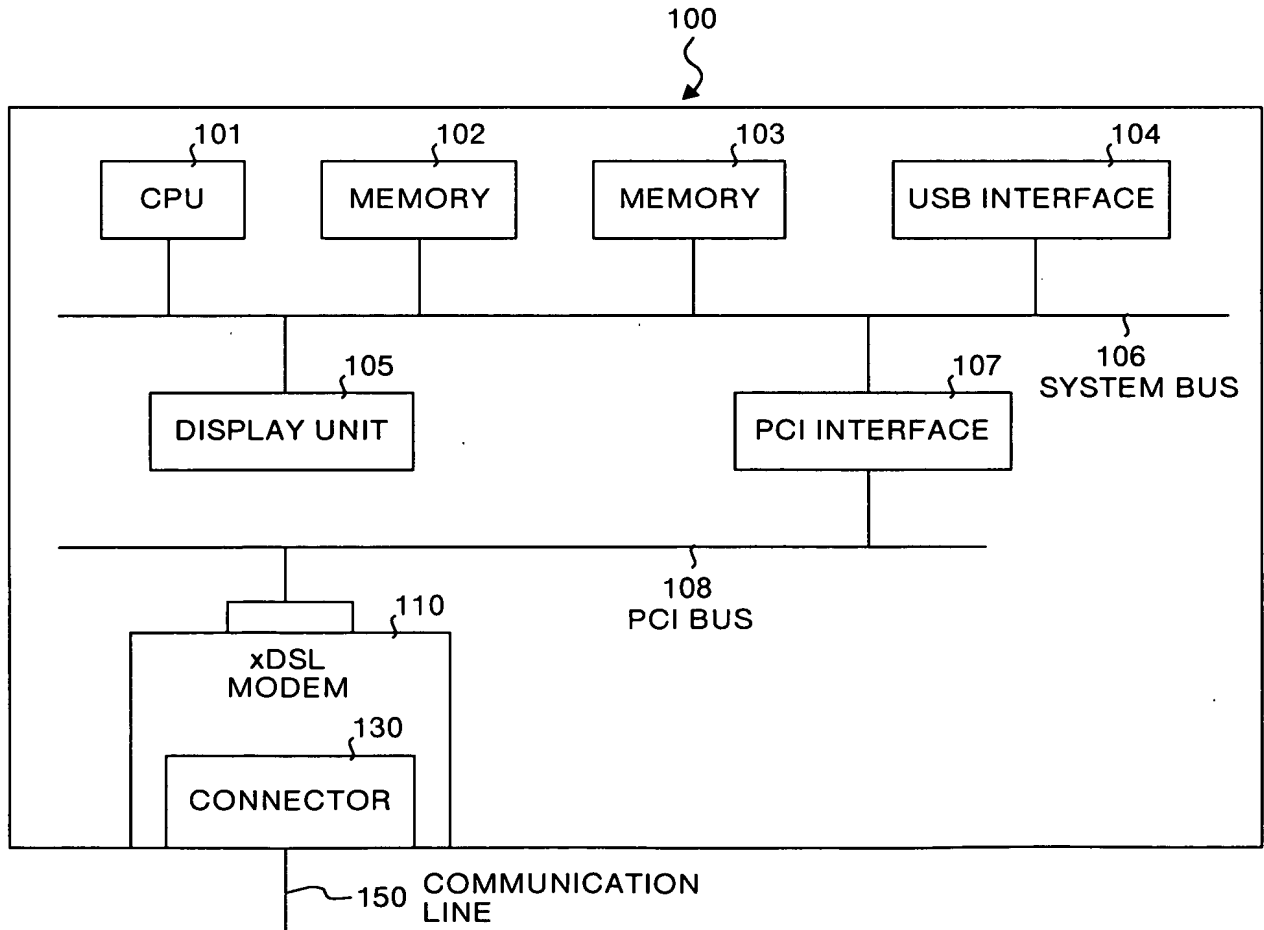 100
101
102
103
104
CPU
MEMORY
MEMORY
USB INTERFACE
106
SYSTEM BUS
105
107
DISPLAY UNIT
PCI INTERFACE
108
PCI BUS
110
xDSL
MODEM
130
CONNECTOR
150
COMMUNICATION
LINE